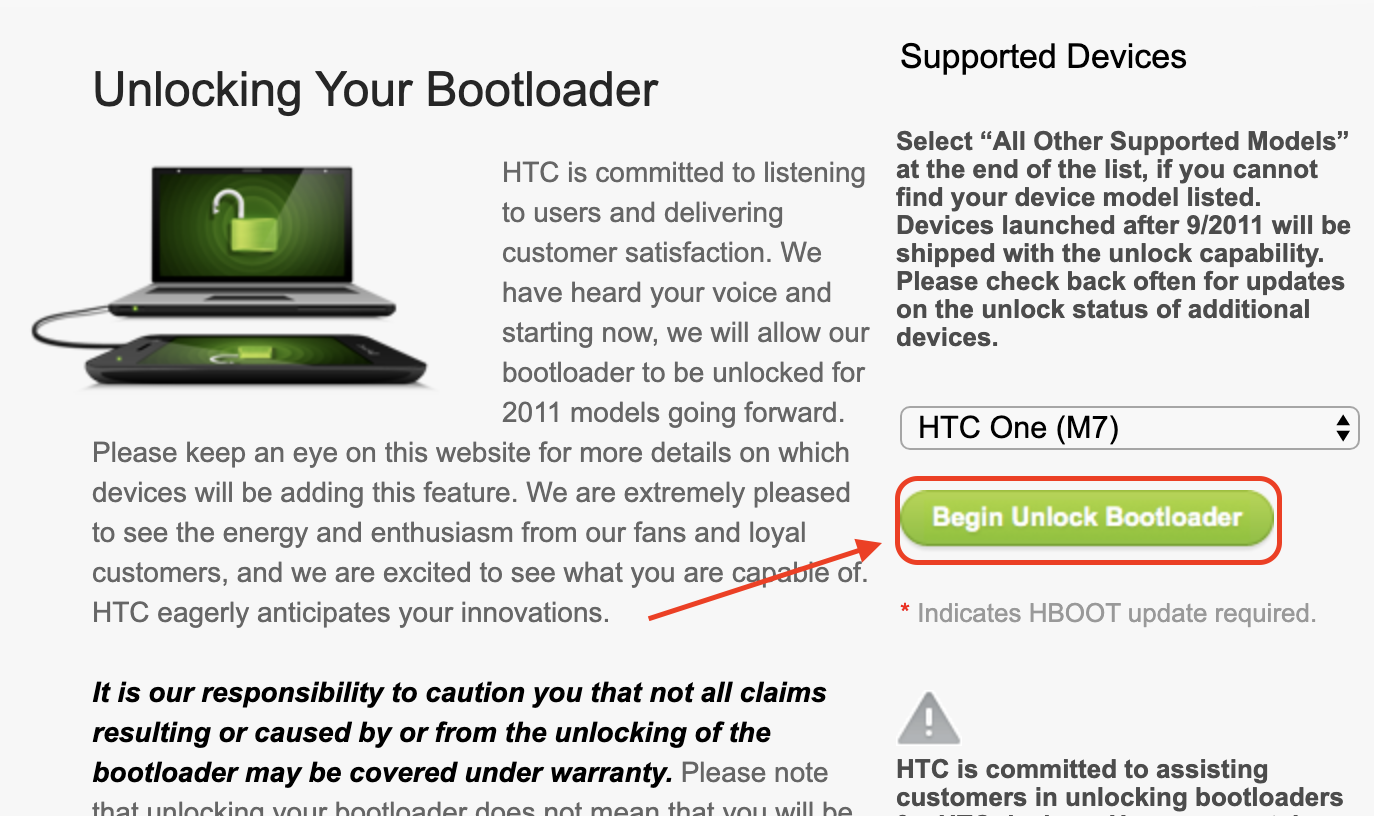 Unlocking Your Bootloader
HTC is committed to listening
to users and delivering
customer satisfaction. We
have heard your voice and
starting now, we will allow our
bootloader to be unlocked for
2011 models going forward.
Please keep an eye on this website for more details on which
devices will be adding this feature. We are extremely pleased
to see the energy and enthusiasm from our fans and loyal
customers, and we are excited to see what you are capable of.
HTC eagerly anticipates your innovations.
It is our responsibility to caution you that not all claims
resulting or caused by or from the unlocking of the
bootloader may be covered under warranty. Please note
that unlocking your bootloader does not mean that you will be
Supported Devices
Select “All Other Supported Models”
at the end of the list, if you cannot
find your device model listed.
Devices launched after 9/2011 will be
shipped with the unlock capability.
Please check back often for updates
on the unlock status of additional
devices.
HTC One (M7)
Begin Unlock Bootloader
* Indicates HBOOT update required.
HTC is committed to assisting
customers in unlocking bootloaders